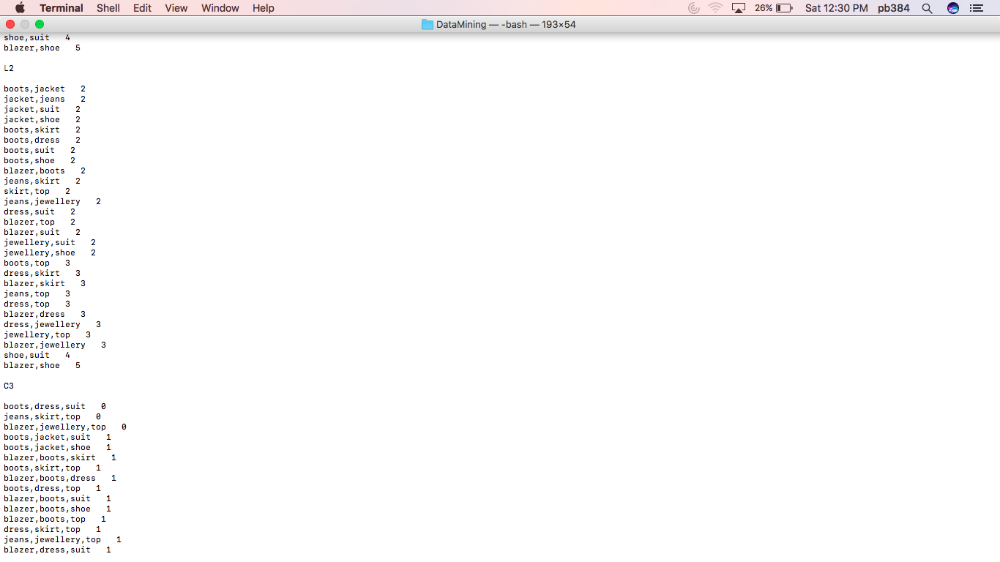 Terminal Shell Edit View Window Help 26% Sat 12:30 PM pb384
DataMining — -bash — 193×54
shoe,suit 4
blazer,shoe 5
L2
boots,jacket 2
jacket,jeans 2
jacket,suit 2
jacket,shoe 2
boots,skirt 2
boots,dress 2
boots,suit 2
boots,shoe 2
blazer,boots 2
jeans,skirt 2
skirt,top 2
jeans,jewellery 2
dress,suit 2
blazer,top 2
blazer,suit 2
jewellery,suit 2
jewellery,shoe 2
boots,top 3
dress,skirt 3
blazer,skirt 3
jeans,top 3
dress,top 3
blazer,dress 3
dress,jewellery 3
jewellery,top 3
blazer,jewellery 3
shoe,suit 4
blazer,shoe 5
C3
boots,dress,suit 0
jeans,skirt,top 0
blazer,jewellery,top 0
boots,jacket,suit 1
boots,jacket,shoe 1
blazer,boots,skirt 1
boots,skirt,top 1
blazer,boots,dress 1
boots,dress,top 1
blazer,boots,suit 1
blazer,boots,shoe 1
blazer,boots,top 1
dress,skirt,top 1
jeans,jewellery,top 1
blazer,dress,suit 1